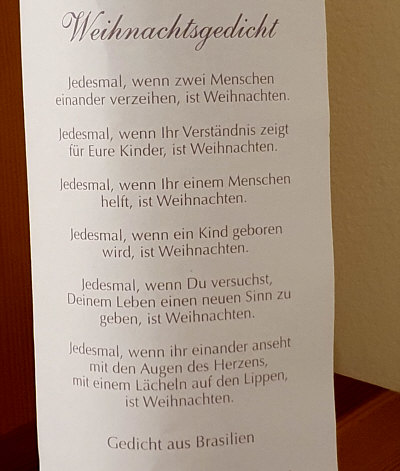 Weihnachtsgedicht
Jedesmal, wenn zwei Menschen
einander verzeihen, ist Weihnachten.
Jedesmal, wenn Ihr Verständnis zeigt
für Eure Kinder, ist Weihnachten.
Jedesmal, wenn Ihr einem Menschen
helft, ist Weihnachten.
Jedesmal, wenn ein Kind geboren
wird, ist Weihnachten.
Jedesmal, wenn Du versuchst,
Deinem Leben einen neuen Sinn zu
geben, ist Weihnachten.
Jedesmal, wenn ihr einander anseht
mit den Augen des Herzens,
mit einem Lächeln auf den Lippen,
ist Weihnachten.
Gedicht aus Brasilien